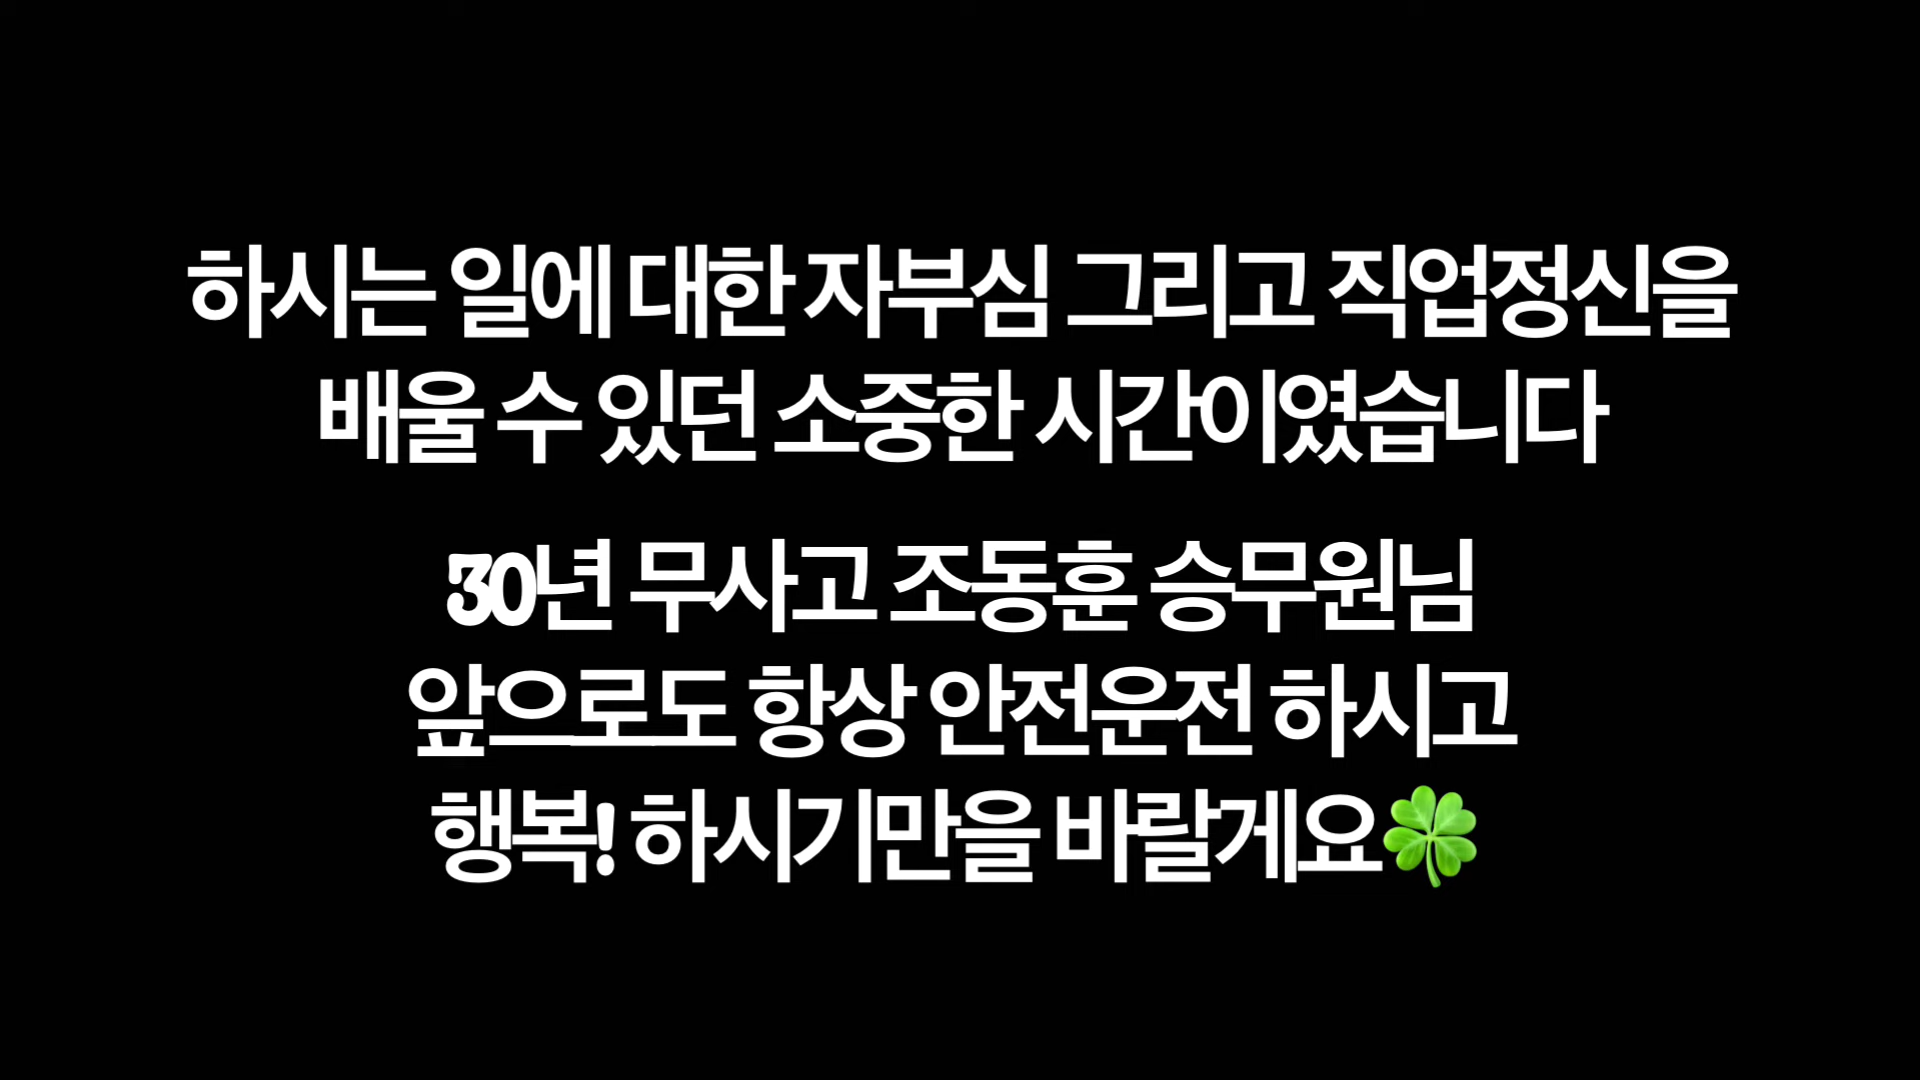 하시는 일에 대한 자부심 그리고 직업정신을
배울 수 있던 소중한 시간이였습니다
30년 무사고 조동훈 승무원님
앞으로도 항상 안전운전 하시고
행복! 하시기만을 바랄게요🍀